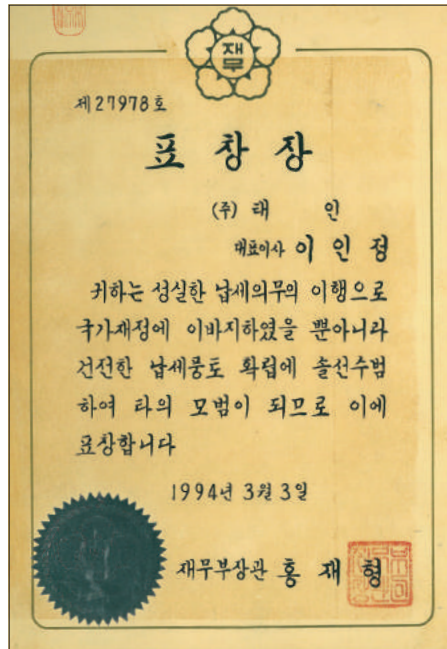 재
무
제27978호
표 창 장
(주) 태 인
대표이사 이 인 정
귀하는 성실한 납세의무의 이행으로
국가재정에 이바지하였을 뿐아니라
건전한 납세풍토 확립에 솔선수범
하여 타의 모범이 되므로 이에
표창합니다
1994년 3월 3일
재무부장관 홍 재 형